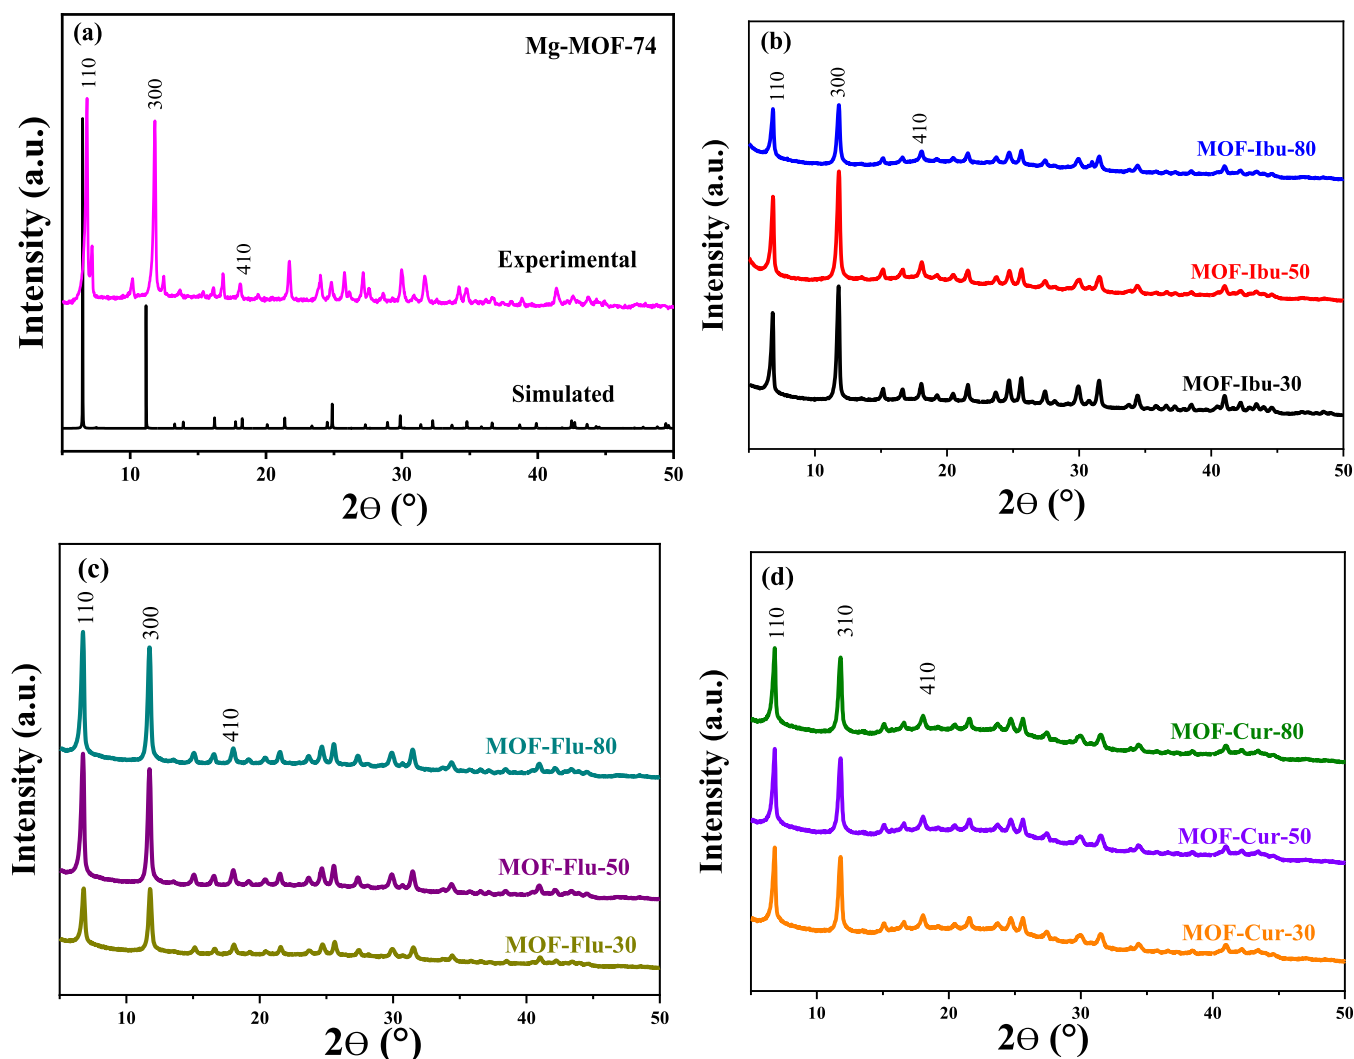 (a)
Mg-MOF-74
110
300
410
Experimental
Simulated
Intensity (a.u.)
10 20 30 40 50
2Θ (°)
(b)
110
300
410
MOF-Ibu-80
MOF-Ibu-50
MOF-Ibu-30
Intensity (a.u.)
10 20 30 40 50
2Θ (°)
(c)
110
300
410
MOF-Flu-80
MOF-Flu-50
MOF-Flu-30
Intensity (a.u.)
10 20 30 40 50
2Θ (°)
(d)
110
310
410
MOF-Cur-80
MOF-Cur-50
MOF-Cur-30
Intensity (a.u.)
10 20 30 40 50
2Θ (°)